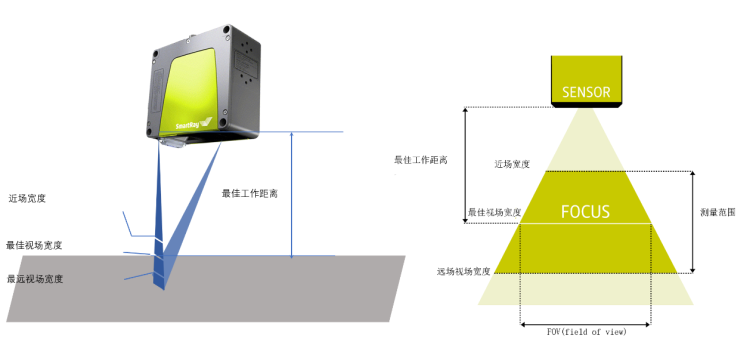 SmartRay
最佳工作距离
近场宽度
最佳视场宽度
最远视场宽度
SENSOR
最佳工作距离
近场宽度
最佳视场宽度
FOCUS
测量范围
远场视场宽度
FOV(field of view)